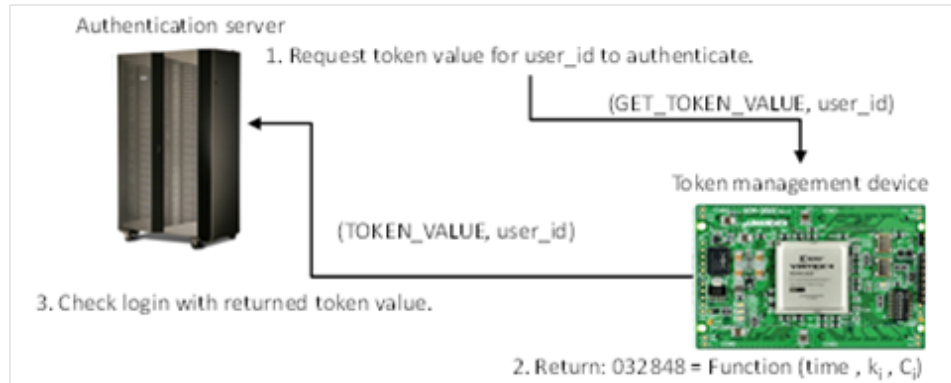 Authentication server
1. Request token value for user_id to authenticate.
(GET_TOKEN_VALUE, user_id)
Token management device
(TOKEN_VALUE, user_id)
3. Check login with returned token value.
2. Return: 032848 = Function (time , kᵢ , Cᵢ)